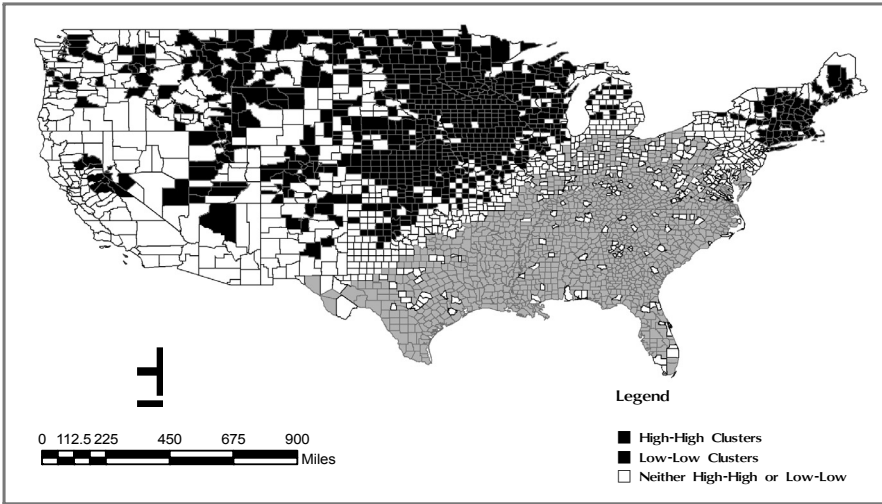 Legend
High-High Clusters
Low-Low Clusters
Neither High-High or Low-Low
0 112.5 225 450 675 900
Miles